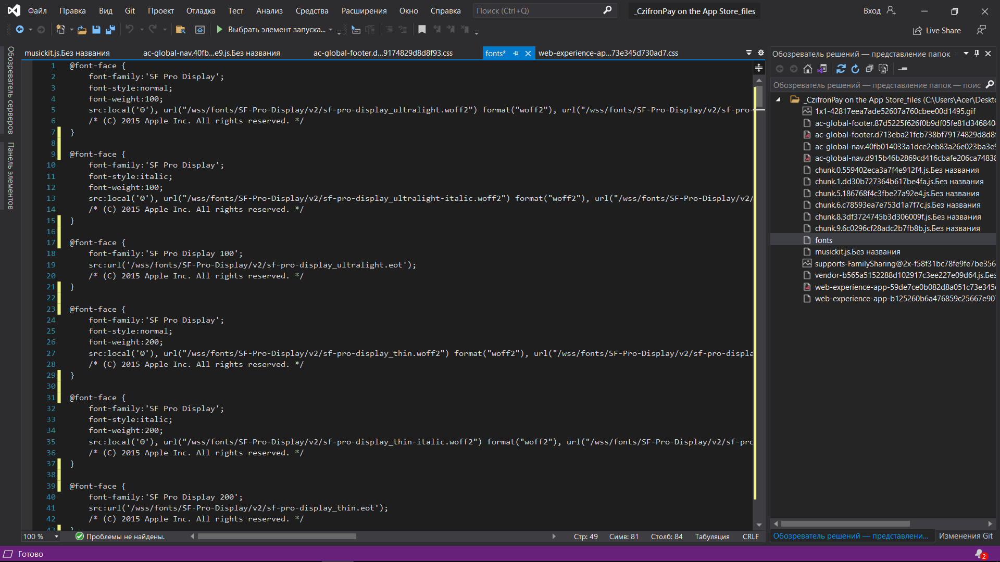 Файл Правка Вид Git Проект Отладка Тест Анализ Средства Расширения Окно Справка Поиск (Ctrl+Q) _CzifronPay on the App Store_files Вход
Выбрать элемент запуска... Live Share
Обозреватель серверов
Панель элементов
musickit.js.Без названия ac-global-nav.40fb...e9.js.Без названия ac-global-footer.d...9174829d8d8f93.css fonts* web-experience-ap...73e345d730ad7.css
1 @font-face {
2 font-family:'SF Pro Display';
3 font-style:normal;
4 font-weight:100;
5 src:local('☺'), url("/wss/fonts/SF-Pro-Display/v2/sf-pro-display_ultralight.woff2") format("woff2"), url("/wss/fonts/SF-Pro-Display/v2/sf-pro-
6 /* (C) 2015 Apple Inc. All rights reserved. */
7 }
8
9 @font-face {
10 font-family:'SF Pro Display';
11 font-style:italic;
12 font-weight:100;
13 src:local('☺'), url("/wss/fonts/SF-Pro-Display/v2/sf-pro-display_ultralight-italic.woff2") format("woff2"), url("/wss/fonts/SF-Pro-Display/v2/
14 /* (C) 2015 Apple Inc. All rights reserved. */
15 }
16
17 @font-face {
18 font-family:'SF Pro Display 100';
19 src:url('/wss/fonts/SF-Pro-Display/v2/sf-pro-display_ultralight.eot');
20 /* (C) 2015 Apple Inc. All rights reserved. */
21 }
22
23 @font-face {
24 font-family:'SF Pro Display';
25 font-style:normal;
26 font-weight:200;
27 src:local('☺'), url("/wss/fonts/SF-Pro-Display/v2/sf-pro-display_thin.woff2") format("woff2"), url("/wss/fonts/SF-Pro-Display/v2/sf-pro-displa
28 /* (C) 2015 Apple Inc. All rights reserved. */
29 }
30
31 @font-face {
32 font-family:'SF Pro Display';
33 font-style:italic;
34 font-weight:200;
35 src:local('☺'), url("/wss/fonts/SF-Pro-Display/v2/sf-pro-display_thin-italic.woff2") format("woff2"), url("/wss/fonts/SF-Pro-Display/v2/sf-pro
36 /* (C) 2015 Apple Inc. All rights reserved. */
37 }
38
39 @font-face {
40 font-family:'SF Pro Display 200';
41 src:url('/wss/fonts/SF-Pro-Display/v2/sf-pro-display_thin.eot');
42 /* (C) 2015 Apple Inc. All rights reserved. */
43 }
100 % Проблемы не найдены. Стр: 49 Симв: 81 Столб: 84 Табуляция CRLF
Обозреватель решений — представление папок
Обозреватель решений — представление папок — поис
_CzifronPay on the App Store_files (C:\Users\Acer\Deskto
1x1-42817eea7ade52607a760cbee00d1495.gif
ac-global-footer.87d5225f626f0b9df05fe81d346840
ac-global-footer.d713eba21fcb738bf79174829d8d8
ac-global-nav.40fb014033a1dce2eb83a26e023ba3e9
ac-global-nav.d915b46b2869cd416cbafe206ca74838
chunk.0.559402eca3a7f4e912f4.js.Без названия
chunk.1.dd30b727364b617be4fa.js.Без названия
chunk.5.186768f4c3fbe27a92e4.js.Без названия
chunk.6.c78593ea7e753d1a7f7c.js.Без названия
chunk.8.3df3724745b3d306009f.js.Без названия
chunk.9.6c0296cf28adc2b7fb8b.js.Без названия
fonts
musickit.js.Без названия
supports-FamilySharing@2x-f58f31bc78fe9fe7be356
vendor-b565a5152288d102917c3ee227e09d64.js.Без
web-experience-app-59de7ce0b082d8a051c73e345
web-experience-app-b125260b6a476859c25667e90
Обозреватель решений — представлени... Изменения Git
Готово 2